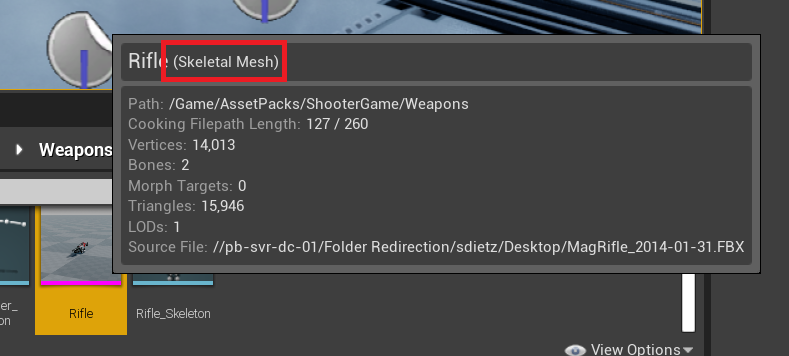 Rifle (Skeletal Mesh)
Path: /Game/AssetPacks/ShooterGame/Weapons
Cooking Filepath Length: 127 / 260
Vertices: 14,013
Bones: 2
Morph Targets: 0
Triangles: 15,946
LODs: 1
Source File: //pb-svr-dc-01/Folder Redirection/sdietz/Desktop/MagRifle_2014-01-31.FBX
Weapons
Rifle
Rifle_Skeleton
View Options